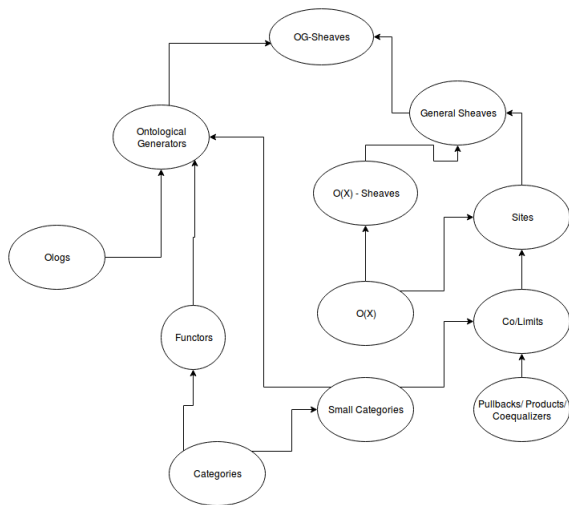 OG-Sheaves
General Sheaves
Ontological
Generators
O(X) - Sheaves
Sites
Ologs
O(X)
Co/Limits
Functors
Small Categories
Pullbacks/ Products/
Coequalizers
Categories